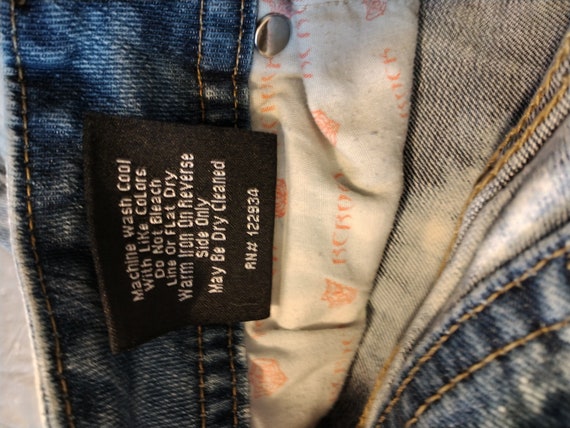 Machine Wash Cool
With Like Colors
Do Not Bleach
Line Or Flat Dry
Warm Iron On Reverse
Side Only
May Be Dry Cleaned
RN# 122934